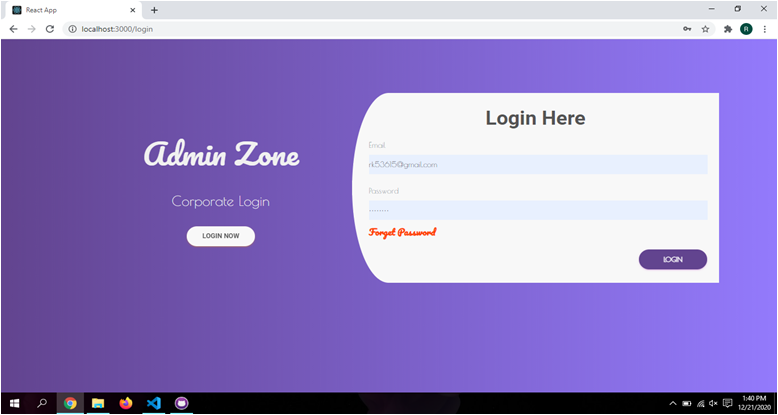 React App
localhost:3000/login
R
Admin Zone
Corporate Login
LOGIN NOW
Login Here
Email
rk53615@gmail.com
Password
Forget Password
LOGIN
1:40 PM
12/21/2020